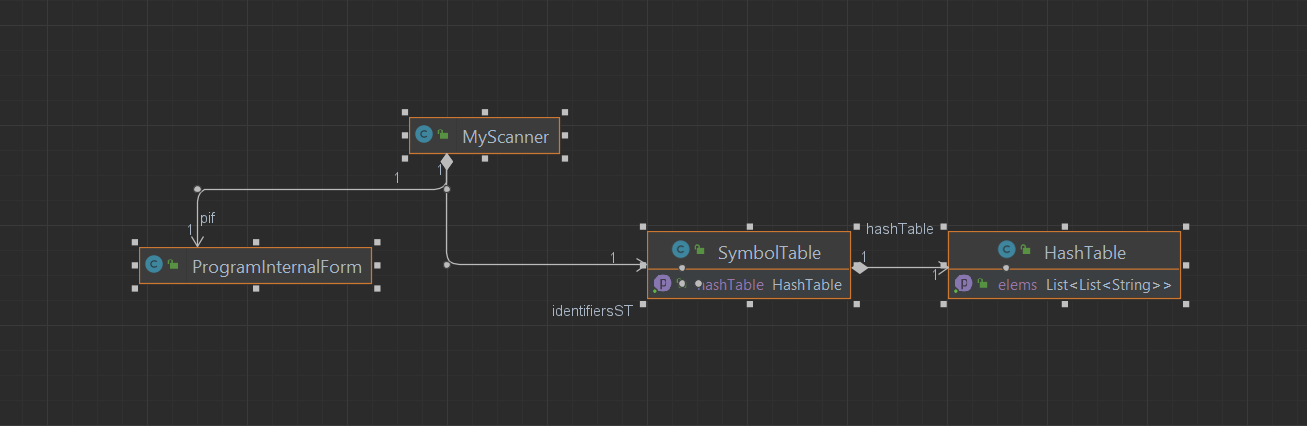 C MyScanner
1
1
pif
1
C ProgramInternalForm
1
identifiersST
C SymbolTable
p hashTable HashTable
hashTable
1
1
C HashTable
p elems List<List<String>>